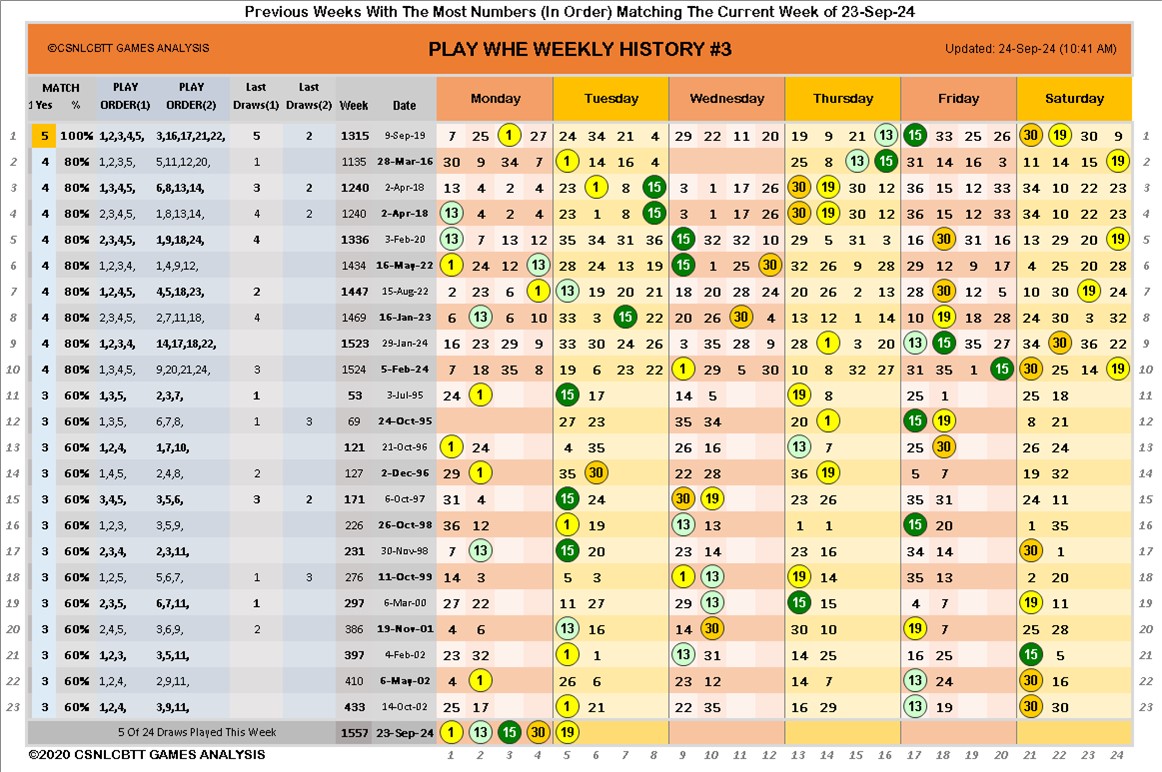 Previous Weeks With The Most Numbers (In Order) Matching The Current Week of 23-Sep-24
©CSNLCBTT GAMES ANALYSIS PLAY WHE WEEKLY HISTORY #3 Updated: 24-Sep-24 (10:41 AM)
MATCH PLAY PLAY Last Last
1 Yes % ORDER(1) ORDER(2) Draws(1) Draws(2) Week Date Monday Tuesday Wednesday Thursday Friday Saturday
1 5 100% 1,2,3,4,5, 3,16,17,21,22, 5 2 1315 9-Sep-19 7 25 1 27 24 34 21 4 29 22 11 20 19 9 21 16 15 33 25 26 30 22 30 9 1
2 4 80% 1,2,3,5, 5,11,12,20, 1 1135 28-Mar-16 30 9 34 7 1 14 16 4 25 8 15 16 31 14 16 3 11 14 15 19 2
3 4 80% 1,3,4,5, 6,8,13,14, 3 2 1240 2-Apr-18 13 4 2 4 23 1 8 15 3 1 17 26 30 19 30 12 36 15 12 33 34 10 22 23 3
4 4 80% 2,3,4,5, 1,8,13,14, 4 2 1240 2-Apr-18 13 4 2 4 23 1 8 15 3 1 17 26 30 19 30 12 36 15 12 33 34 10 22 23 4
5 4 80% 2,3,4,5, 1,9,18,24, 4 1336 3-Feb-20 13 7 13 12 35 34 31 36 15 32 32 10 29 5 31 3 16 30 31 16 13 29 20 19 5
6 4 80% 1,2,3,4, 1,4,9,12, 1434 16-May-22 1 24 12 13 28 24 13 19 15 1 25 30 32 26 9 28 29 12 9 17 4 25 20 28 6
7 4 80% 1,2,4,5, 4,5,18,23, 2 1447 15-Aug-22 2 23 6 1 13 19 20 21 18 20 28 24 20 26 2 13 28 30 12 5 10 30 19 24 7
8 4 80% 2,3,4,5, 2,7,11,18, 4 1469 16-Jan-23 6 13 6 10 33 3 15 22 20 26 30 4 13 12 1 14 10 19 18 28 24 30 3 32 8
9 4 80% 1,2,3,4, 14,17,18,22, 1523 29-Jan-24 16 23 29 9 33 30 24 26 3 35 28 9 28 1 3 20 13 15 35 27 22 30 36 22 9
10 4 80% 1,3,4,5, 9,20,21,24, 3 1524 5-Feb-24 7 18 35 8 19 6 23 22 1 29 5 30 10 8 32 27 31 35 1 15 30 25 14 19 10
11 3 60% 1,3,5, 2,3,7, 1 53 3-Jul-95 24 1 15 17 14 5 19 8 25 1 25 18 11
12 3 60% 1,3,5, 6,7,8, 1 3 69 24-Oct-95 27 23 35 34 20 1 15 19 8 21 12
13 3 60% 1,2,4, 1,7,10, 121 21-Oct-96 1 24 4 35 26 16 13 7 25 30 26 24 13
14 3 60% 1,4,5, 2,4,8, 2 127 2-Dec-96 29 1 35 30 22 28 36 19 5 7 19 32 14
15 3 60% 3,4,5, 3,5,6, 3 2 171 6-Oct-97 31 4 15 24 30 19 23 26 35 31 24 11 15
16 3 60% 1,2,3, 3,5,9, 226 26-Oct-98 36 12 1 19 13 13 1 1 15 20 1 35 16
17 3 60% 2,3,4, 2,3,11, 231 30-Nov-98 7 13 15 20 23 14 23 16 34 14 30 1 17
18 3 60% 1,2,5, 5,6,7, 1 3 276 11-Oct-99 14 3 5 3 1 13 19 14 35 13 2 20 18
19 3 60% 2,3,5, 6,7,11, 1 297 6-Mar-00 27 22 11 27 29 13 15 15 4 7 19 11 19
20 3 60% 2,4,5, 3,6,9, 2 386 19-Nov-01 4 6 13 16 14 30 30 10 19 7 25 28 20
21 3 60% 1,2,3, 3,5,11, 397 4-Feb-02 23 32 1 1 13 31 14 25 16 25 15 5 21
22 3 60% 1,2,4, 2,9,11, 410 6-May-02 4 1 26 6 23 12 14 7 13 24 30 16 22
23 3 60% 1,2,4, 3,9,11, 433 14-Oct-02 25 17 1 21 22 35 16 29 13 19 30 30 23
5 Of 24 Draws Played This Week 1557 23-Sep-24 1 13 15 30 19
©2020 CSNLCBTT GAMES ANALYSIS 1 2 3 4 5 6 7 8 9 10 11 12 13 14 15 16 17 18 19 20 21 22 23 24